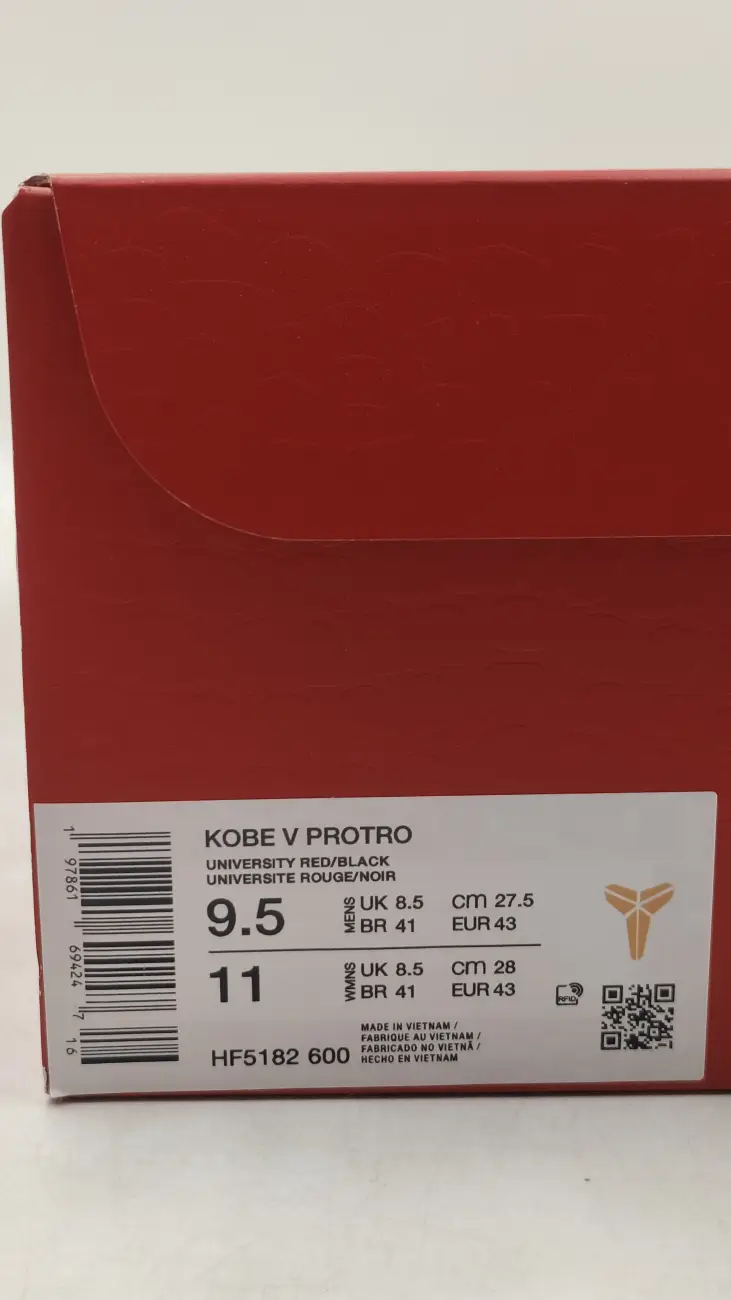 KOBE V PROTRO
UNIVERSITY RED/BLACK
UNIVERSITE ROUGE/NOIR
9.5 MENS UK 8.5 cm 27.5
BR 41 EUR 43
11 WMNS UK 8.5 cm 28
BR 41 EUR 43
HF5182 600
MADE IN VIETNAM /
FABRIQUE AU VIETNAM /
FABRICADO NO VIETNÃ /
HECHO EN VIETNAM
RFID
1 97861 69424 7 16